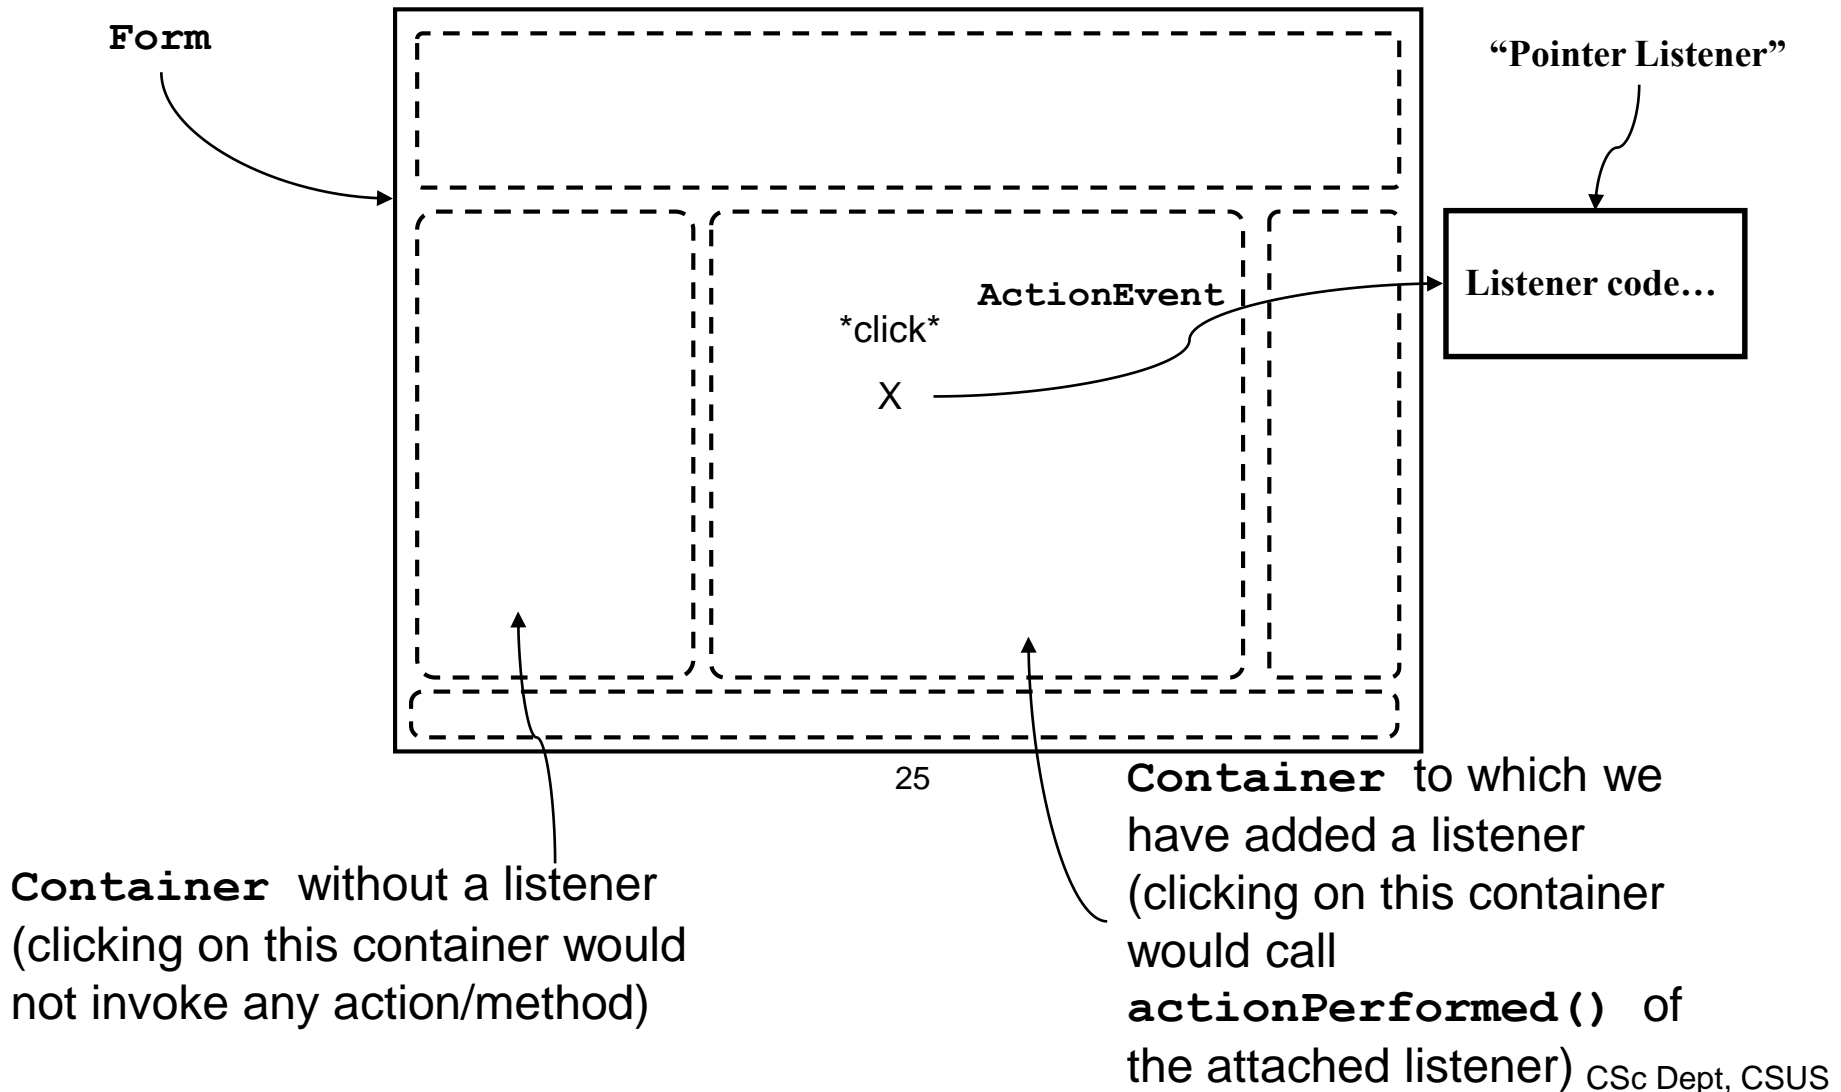 Form
“Pointer Listener”
ActionEvent
Listener code…
*click*
X
25
Container without a listener
(clicking on this container would
not invoke any action/method)
Container to which we
have added a listener
(clicking on this container
would call
actionPerformed() of
the attached listener)
CSc Dept, CSUS